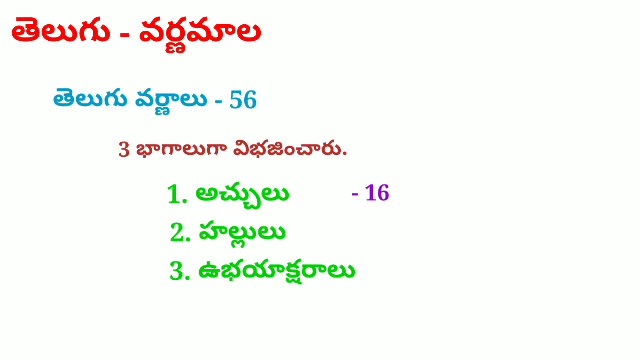 తెలుగు - వర్ణమాల
తెలుగు వర్ణాలు - 56
3 భాగాలుగా విభజించారు.
1. అచ్చులు - 16
2. హల్లులు
3. ఉభయాక్షరాలు